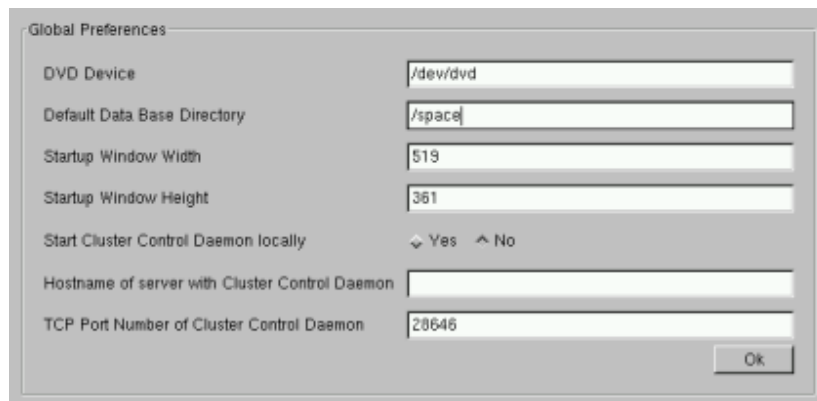 Global Preferences
DVD Device /dev/dvd
Default Data Base Directory /space
Startup Window Width 519
Startup Window Height 361
Start Cluster Control Daemon locally Yes No
Hostname of server with Cluster Control Daemon
TCP Port Number of Cluster Control Daemon 28646
Ok